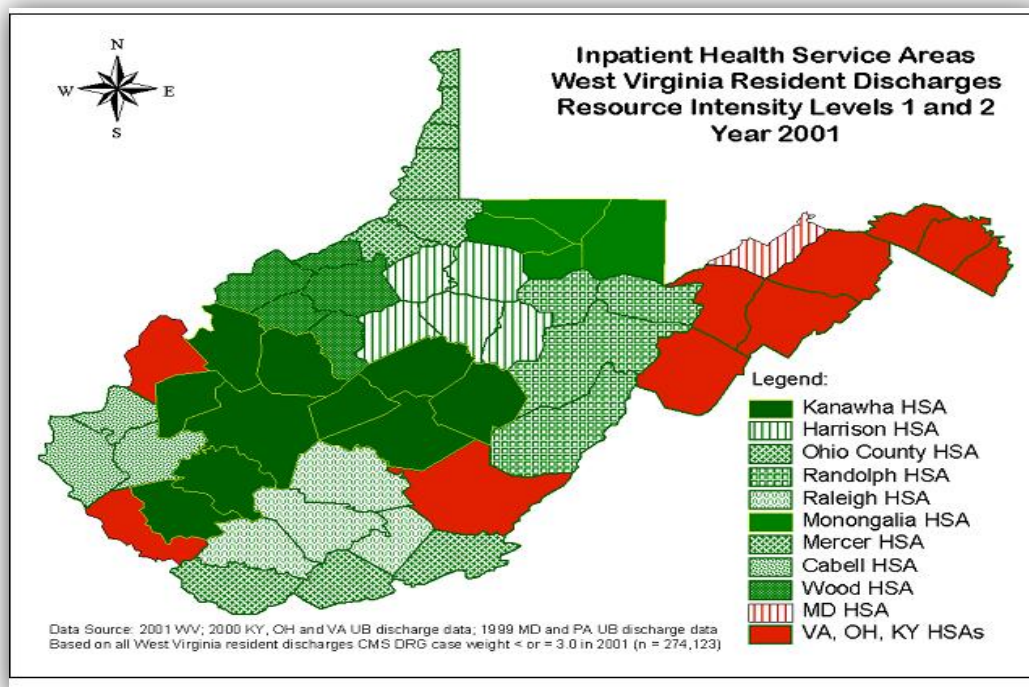 N
W E
S
Inpatient Health Service Areas
West Virginia Resident Discharges
Resource Intensity Levels 1 and 2
Year 2001
Legend:
Kanawha HSA
Harrison HSA
Ohio County HSA
Randolph HSA
Raleigh HSA
Monongalia HSA
Mercer HSA
Cabell HSA
Wood HSA
MD HSA
VA, OH, KY HSAs
Data Source: 2001 WV; 2000 KY, OH and VA UB discharge data; 1999 MD and PA UB discharge data
Based on all West Virginia resident discharges CMS DRG case weight < or = 3.0 in 2001 (n = 274,123)